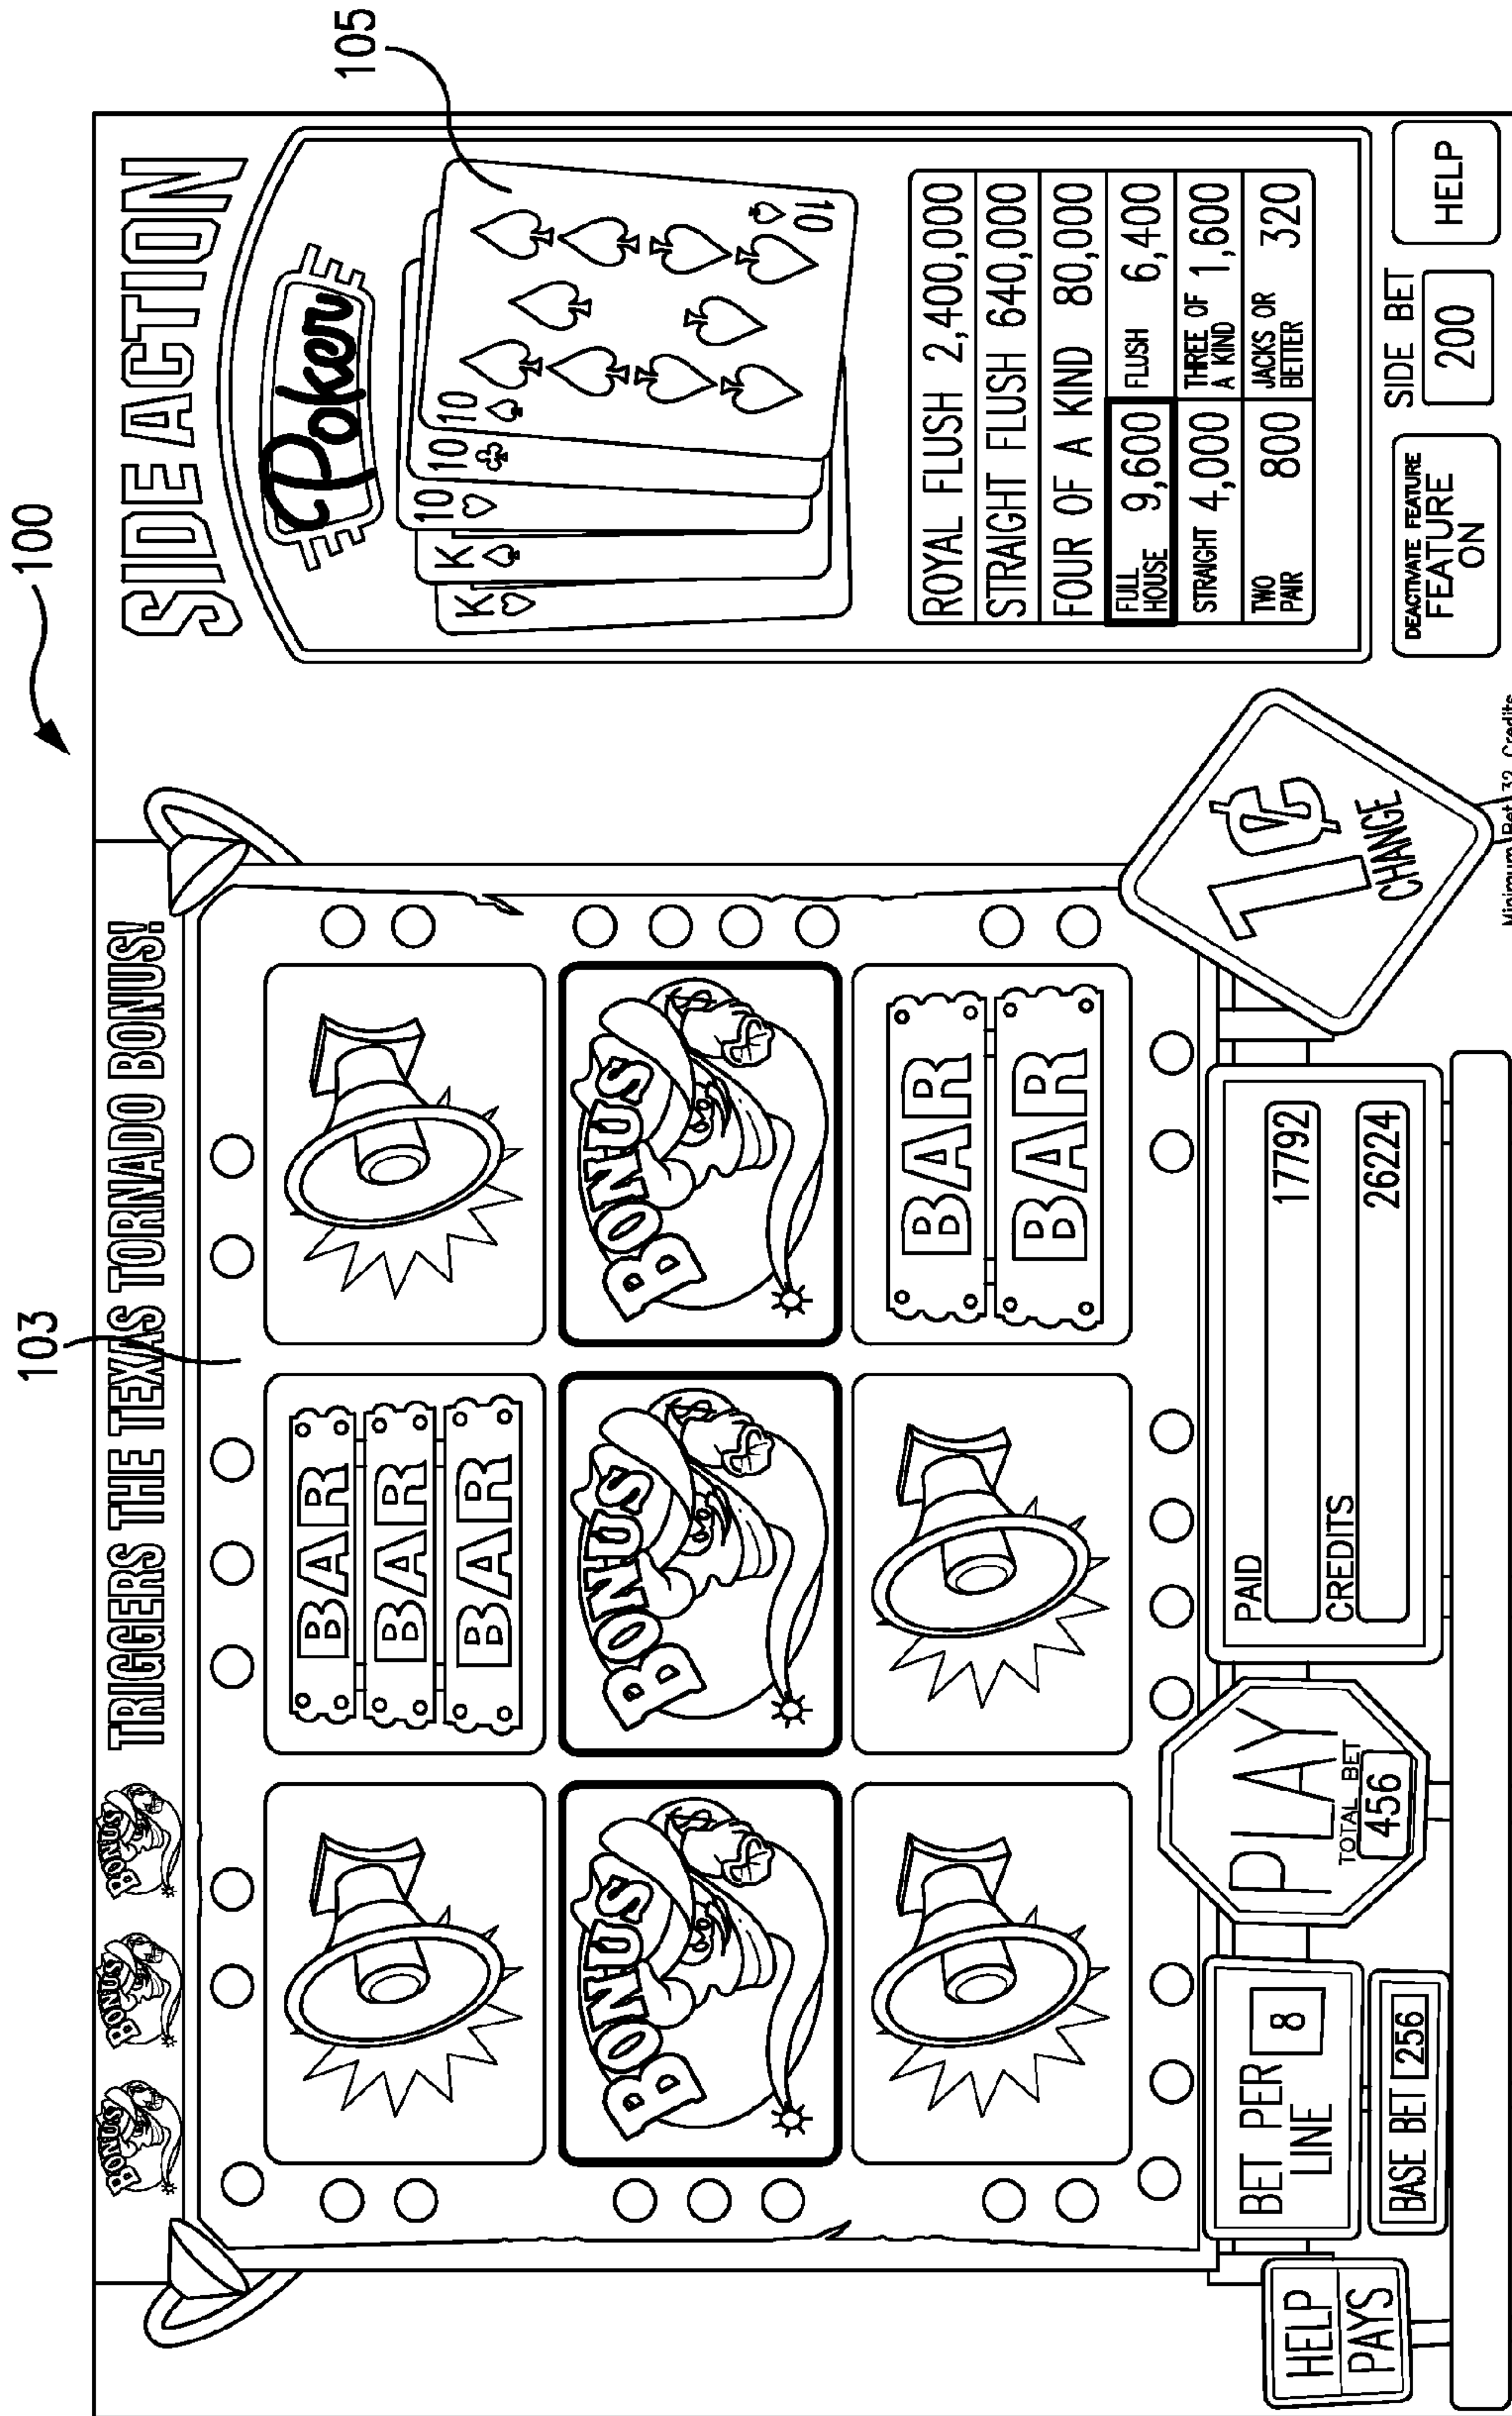 100
103
105
BONUS BONUS BONUS TRIGGERS THE TEXAS TORNADO BONUS!
BAR
BAR
BAR
BONUS BONUS BONUS
BAR
BAR
HELP
PAYS
BET PER
LINE
8
BASE BET 256
PLAY
TOTAL BET
456
PAID
17792
CREDITS
26224
1¢
CHANGE
Minimum Bet 32 Credits
SIDE ACTION
Poker
K
K
10
10
10
10
ROYAL FLUSH 2,400,000
STRAIGHT FLUSH 640,000
FOUR OF A KIND 80,000
FULL HOUSE 9,600 FLUSH 6,400
STRAIGHT 4,000 THREE OF A KIND 1,600
TWO PAIR 800 JACKS OR BETTER 320
DEACTIVATE FEATURE
FEATURE
ON
SIDE BET
200
HELP